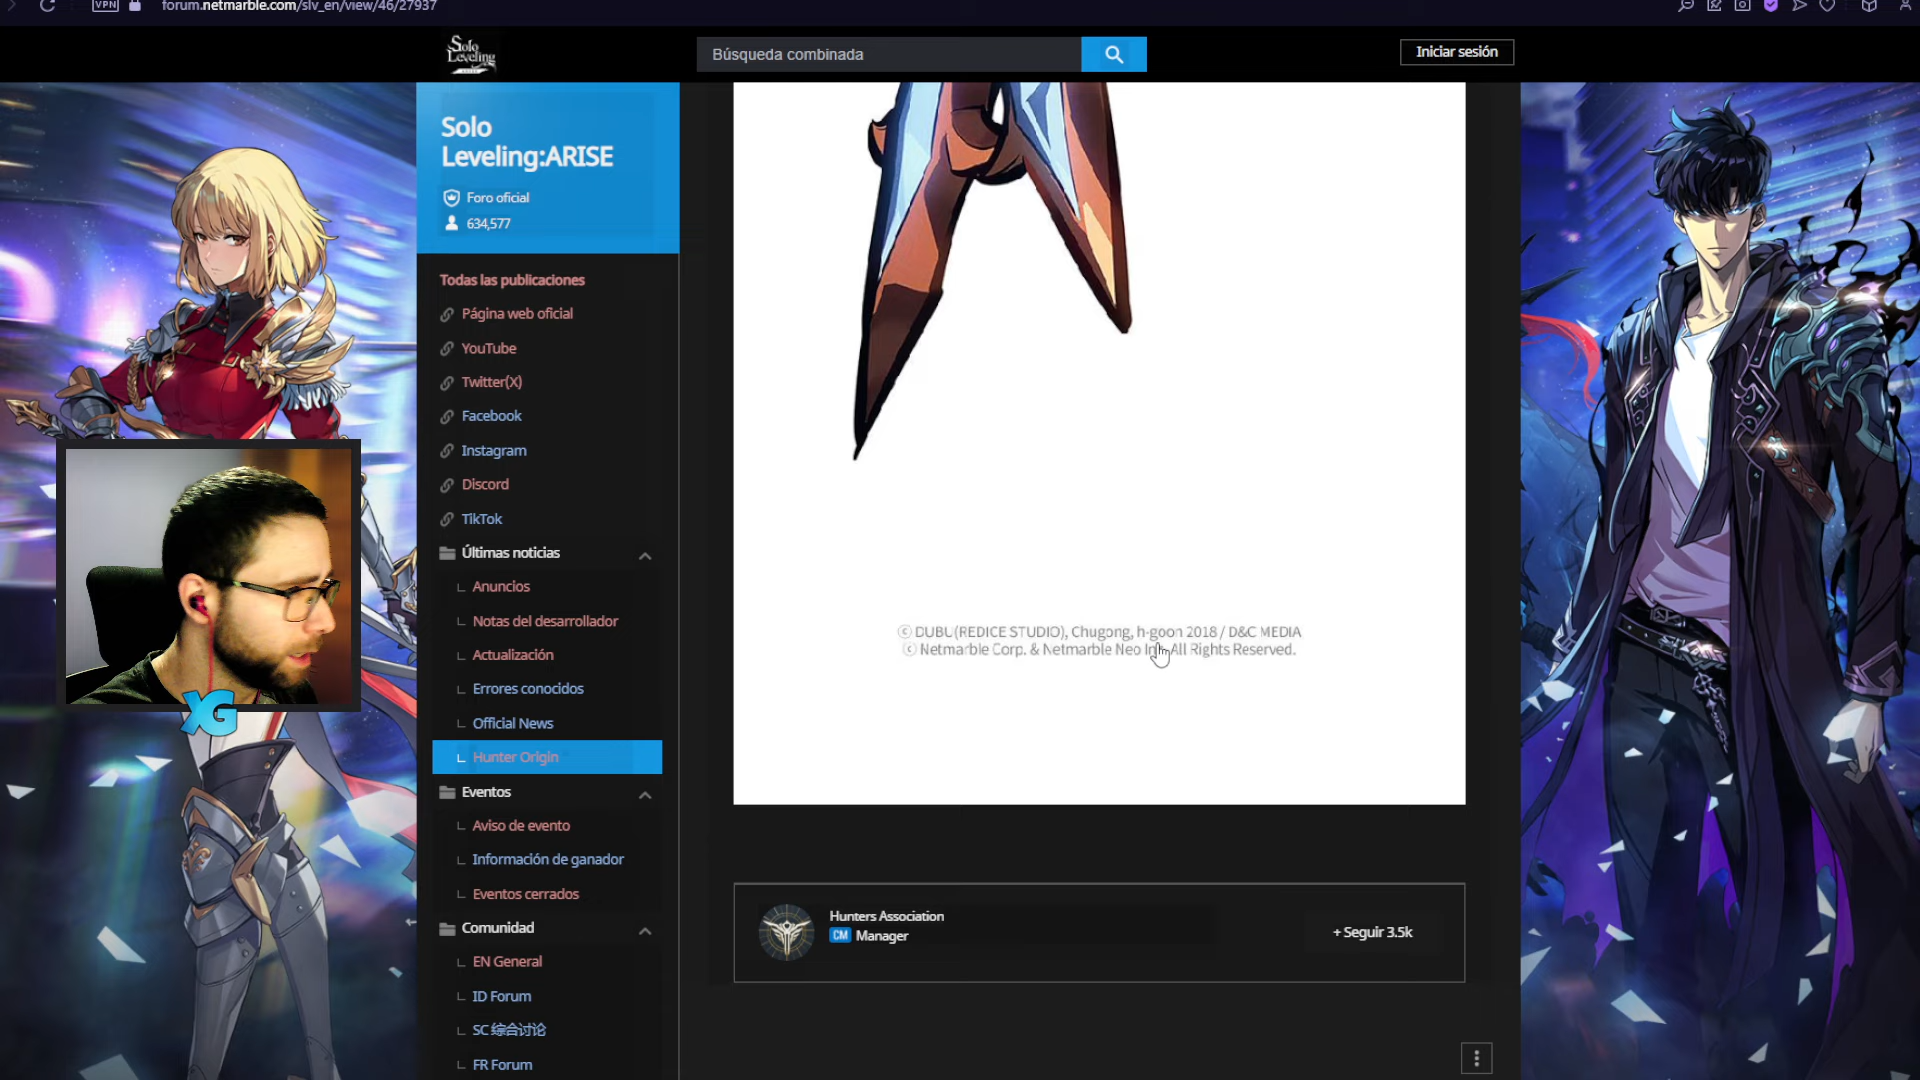 VPN
forum.netmarble.com/slv_en/view/46/27937
Solo
Leveling
Búsqueda combinada
Iniciar sesión
Solo
Leveling:ARISE
Foro oficial
634,577
Todas las publicaciones
Página web oficial
YouTube
Twitter(X)
Facebook
Instagram
Discord
TikTok
Últimas noticias
Anuncios
Notas del desarrollador
Actualización
Errores conocidos
Official News
Hunter Origin
Eventos
Aviso de evento
Información de ganador
Eventos cerrados
Comunidad
EN General
ID Forum
SC 综合讨论
FR Forum
XG
ⓒ DUBU(REDICE STUDIO), Chugong, h-goon 2018 / D&C MEDIA
ⓒ Netmarble Corp. & Netmarble Neo All Rights Reserved.
Hunters Association
CM Manager
+ Seguir 3.5k